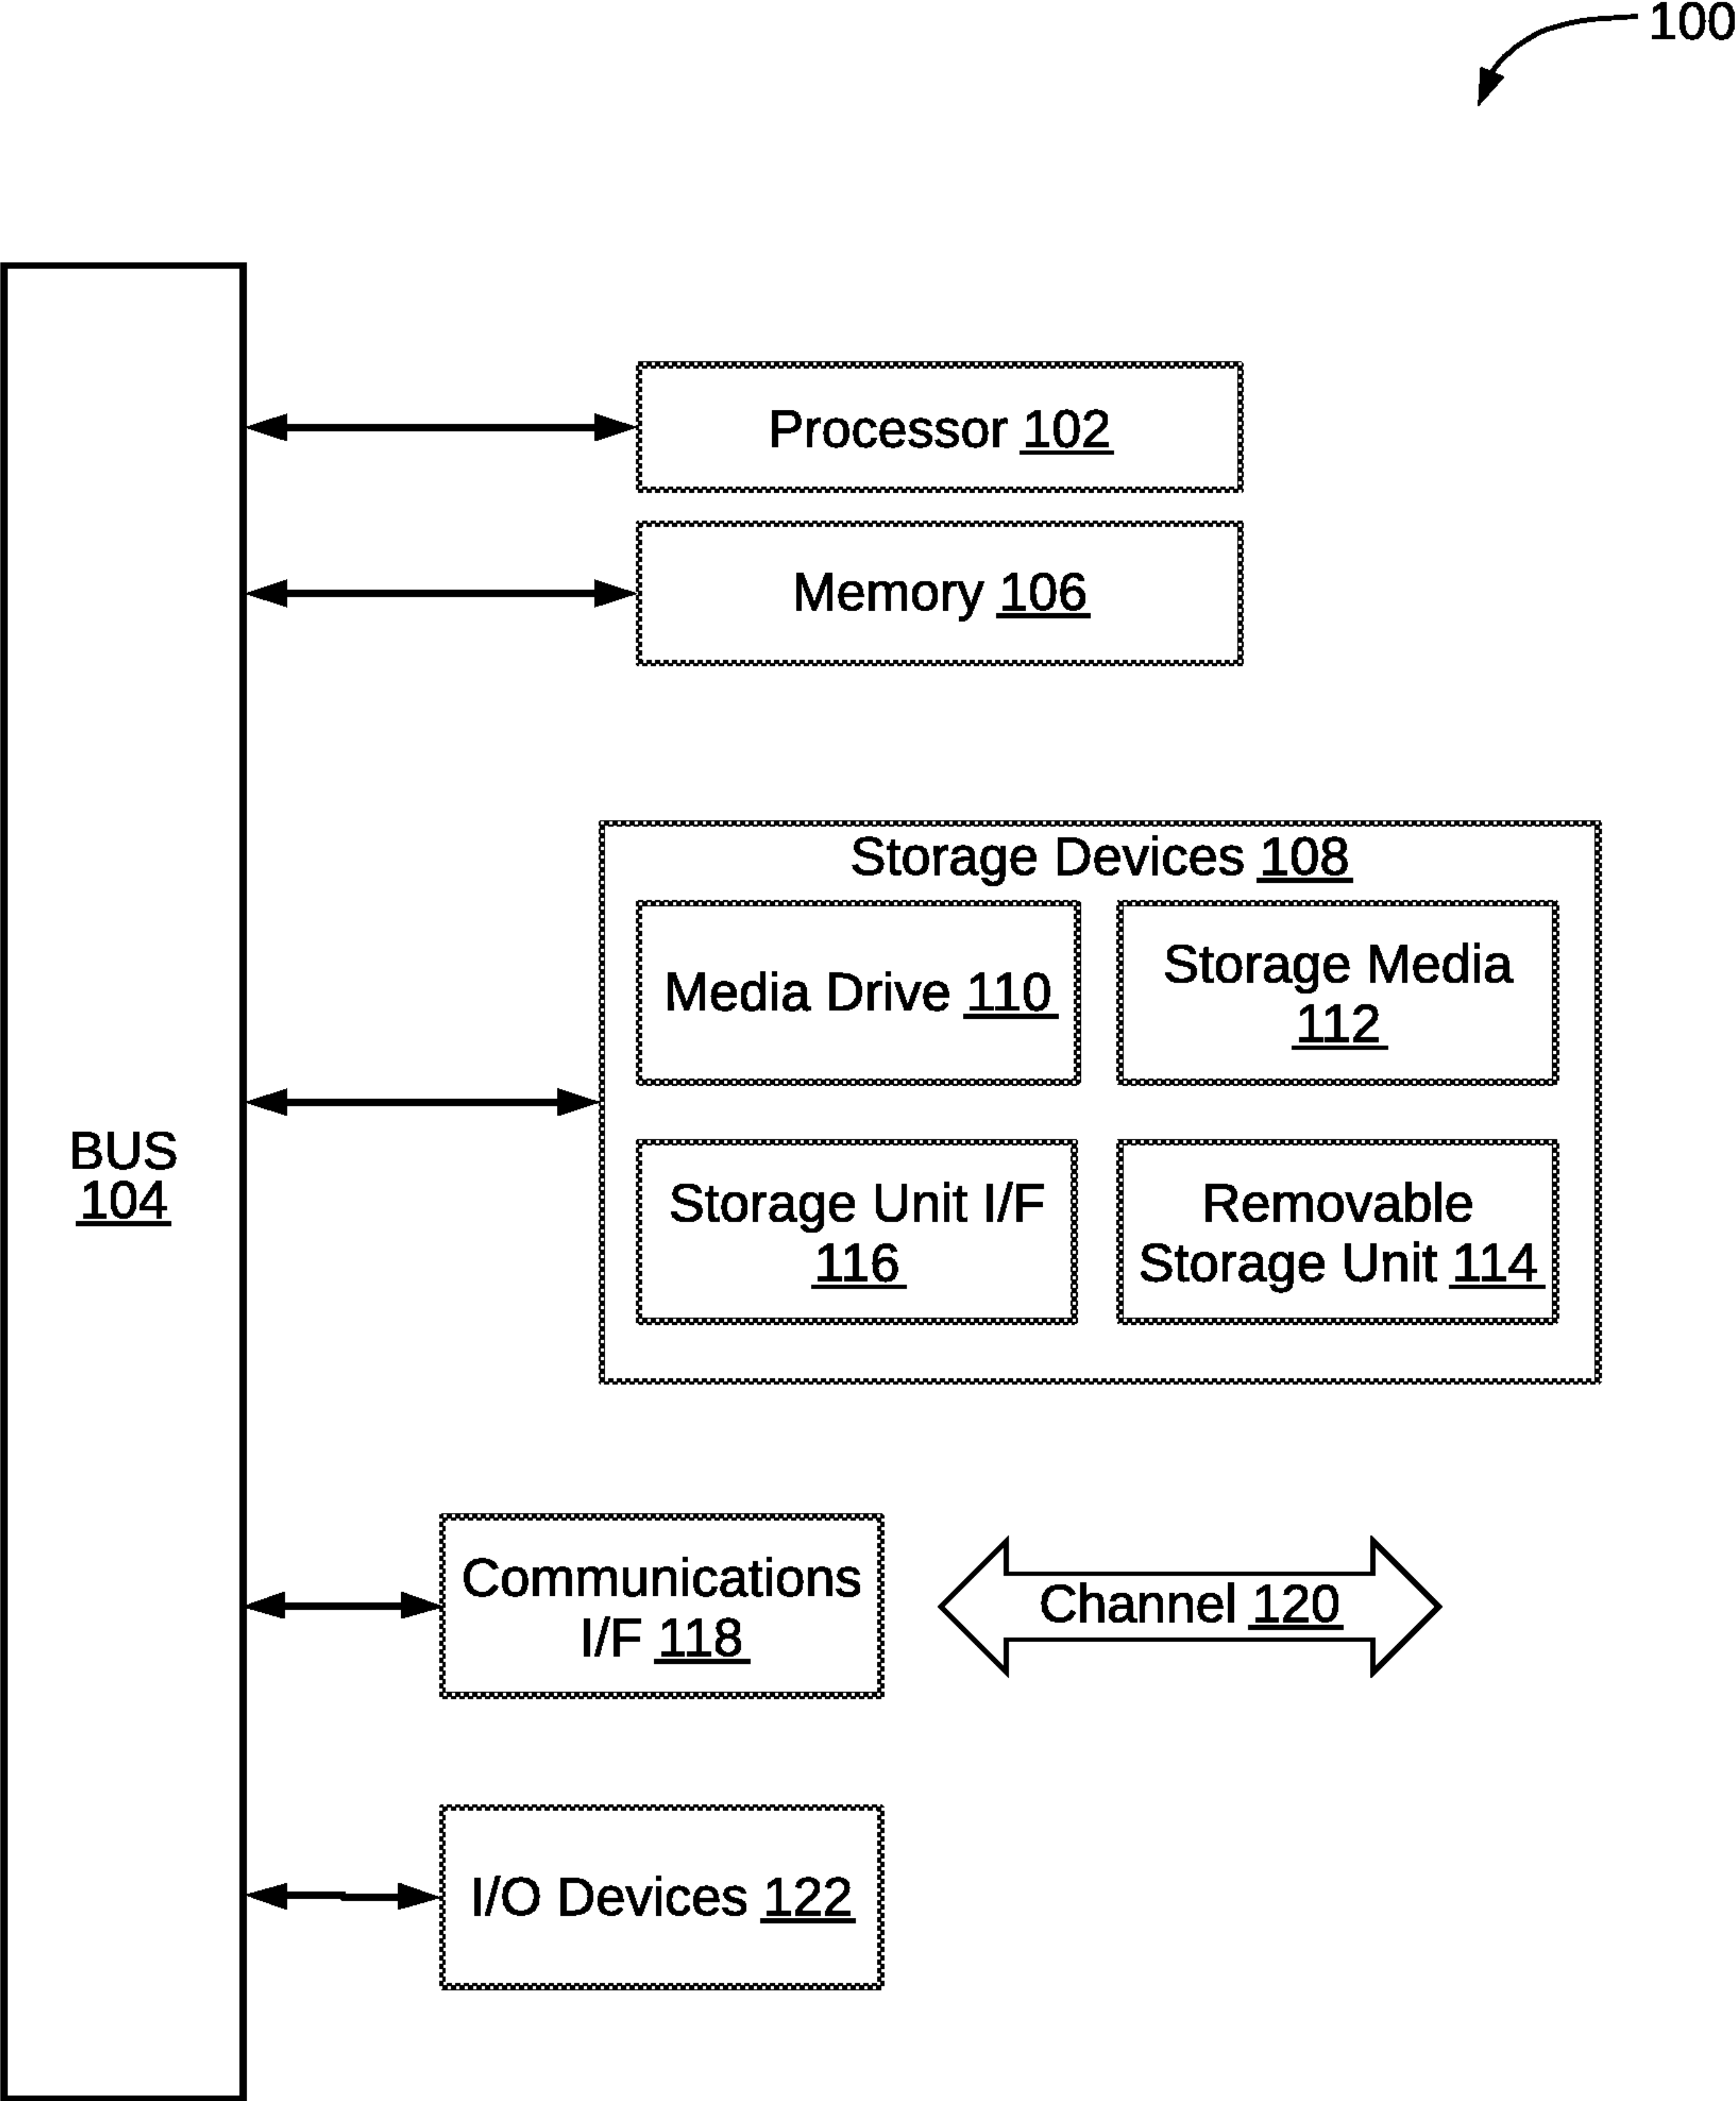 100
Processor 102
Memory 106
Storage Devices 108
Media Drive 110
Storage Media
112
BUS
104
Storage Unit I/F
116
Removable
Storage Unit 114
Communications
I/F 118
Channel 120
I/O Devices 122